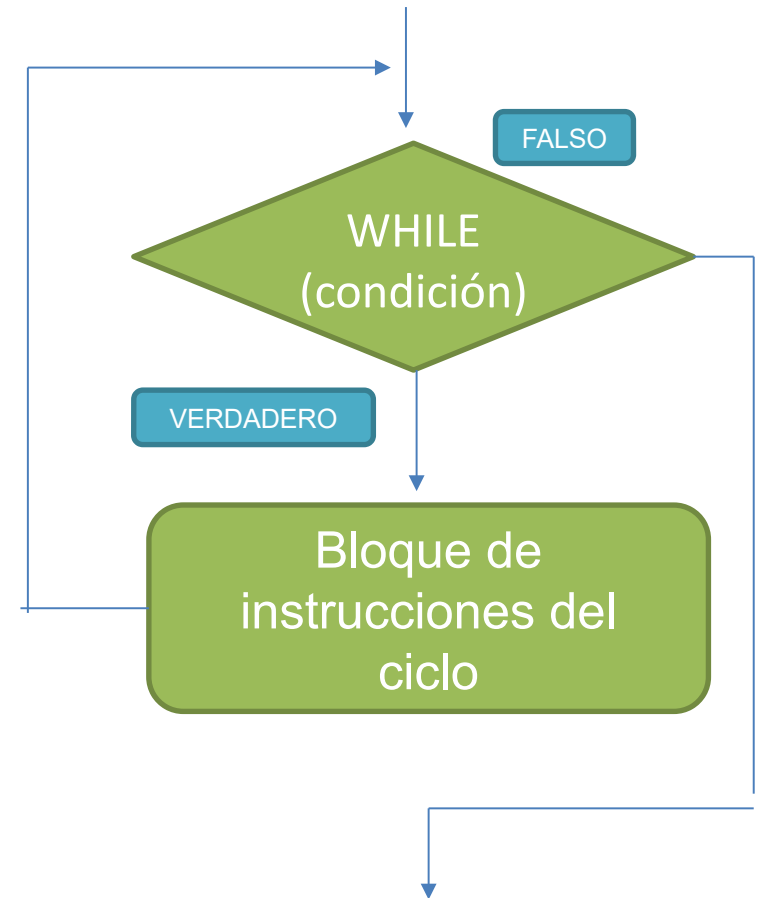 FALSO
WHILE
(condición)
VERDADERO
Bloque de
instrucciones del
ciclo